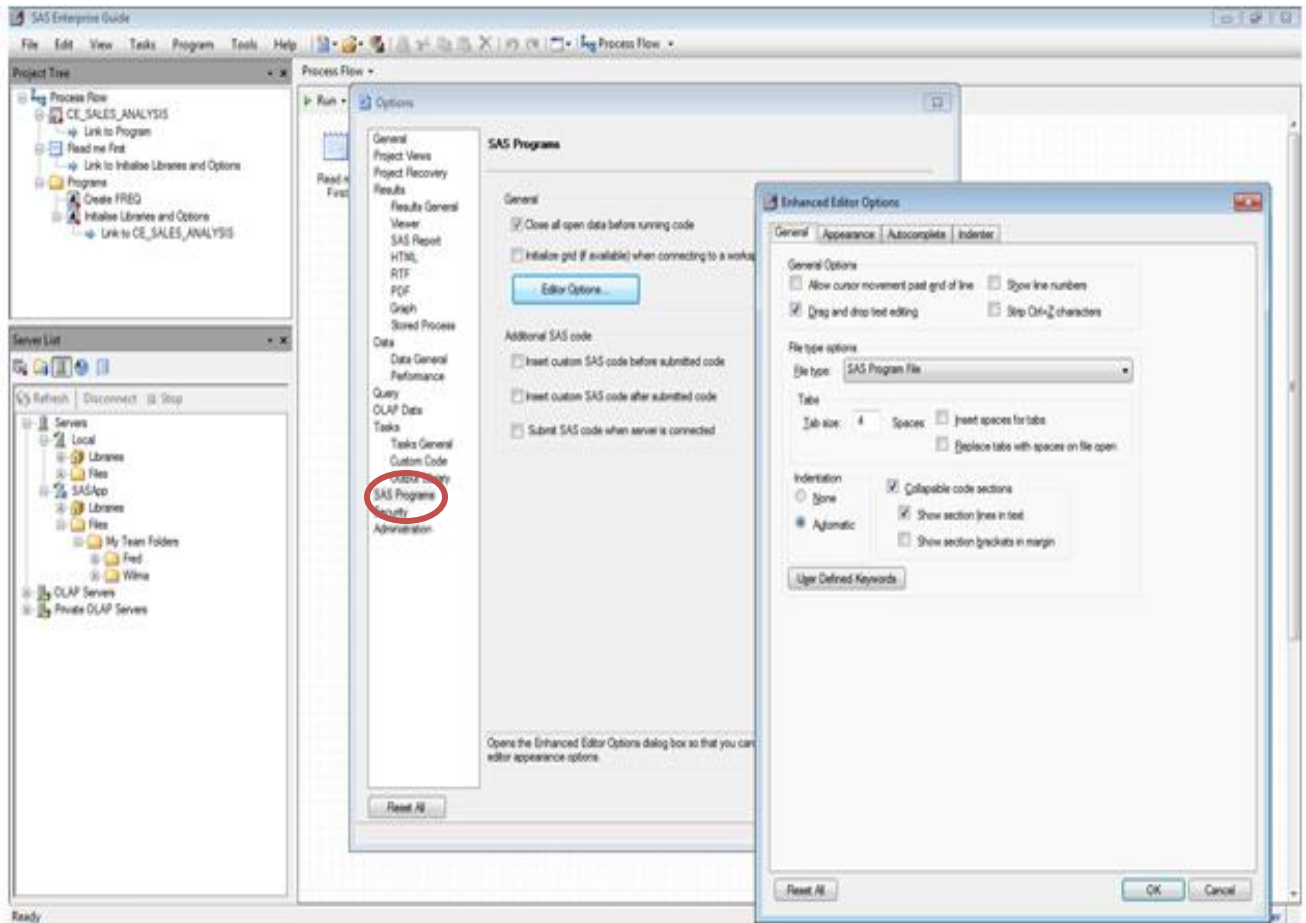 SAS Enterprise Guide
File Edit View Tasks Program Tools Help Process Flow
Project Tree
Process Flow
CE_SALES_ANALYSIS
Link to Program
Read me First
Link to Initialise Libraries and Options
Programs
Create FREQ
Initialise Libraries and Options
Link to CE_SALES_ANALYSIS
Server List
Refresh Disconnect Stop
Servers
Local
Libraries
Files
SASApp
Libraries
Files
My Team Folders
Fred
Wilma
OLAP Servers
Private OLAP Servers
Process Flow
Run
Read
First
Options
General
Project Views
Project Recovery
Results
Results General
Viewer
SAS Report
HTML
RTF
PDF
Graph
Stored Process
Data
Data General
Performance
Query
OLAP Data
Tasks
Tasks General
Custom Code
Output Library
SAS Programs
Security
Administration
SAS Programs
General
Close all open data before running code
Initialize grid (if available) when connecting to a
Editor Options...
Additional SAS code
Insert custom SAS code before submitted code
Insert custom SAS code after submitted code
Submit SAS code when server is connected
Opens the Enhanced Editor Options dialog box so that you can
editor appearance options.
Reset All
Enhanced Editor Options
General Appearance Autocomplete Indenter
General Options
Allow cursor movement past end of line Show line numbers
Drag and drop text editing Strip Ctrl+Z characters
File type options
File type: SAS Program File
Tabs
Tab size: 4 Spaces Insert spaces for tabs
Replace tabs with spaces on file open
Indentation
None
Automatic
Collapsible code sections
Show section lines in text
Show section brackets in margin
User Defined Keywords
Reset All OK Cancel
Ready